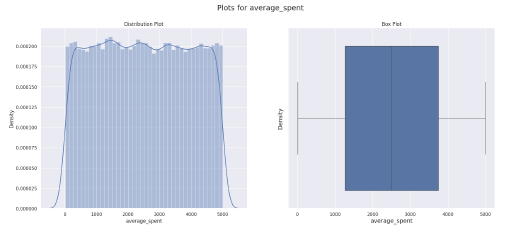 Plots for average_spent
Distribution Plot
0.000200
0.000175
0.000150
0.000125
0.000100
0.000075
0.000050
0.000025
0.000000
Density
0 1000 2000 3000 4000 5000
average_spent
Box Plot
Density
0 1000 2000 3000 4000 5000
average_spent